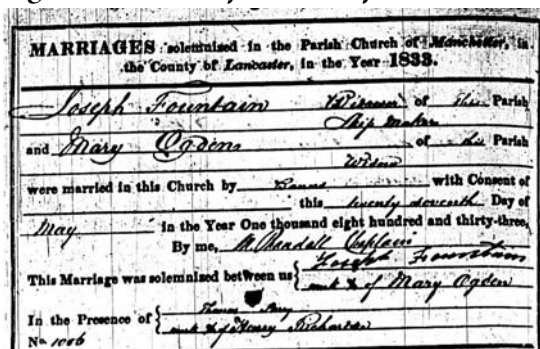 MARRIAGES solemnized in the Parish Church of Manchester, in
the County of Lancaster, in the Year 1833.
Joseph Fountain of this Parish
Maker
and Mary Ogden of this Parish
Widow
were married in this Church by Banns with Consent of
this twenty seventh Day of
May in the Year One thousand eight hundred and thirty-three,
By me, Chaplain
This Marriage was solemnized between us { Joseph Fountain
mark x of Mary Ogden
In the Presence of { Thomas
mark x of Henry Richardson
No. 1006